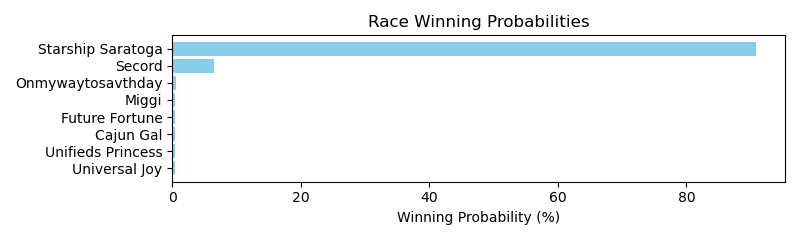 Race Winning Probabilities
Starship Saratoga
Secord
Onmywaytosavthday
Miggi
Future Fortune
Cajun Gal
Unifieds Princess
Universal Joy
0 20 40 60 80
Winning Probability (%)